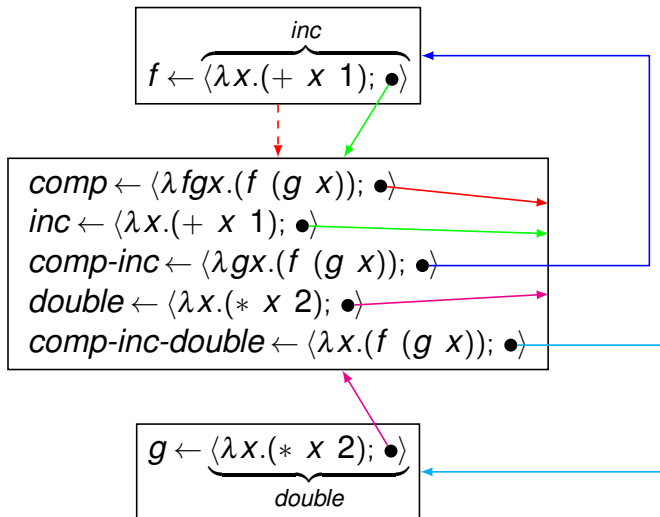 inc
f ← ⟨λx.(+ x 1); ●⟩
comp ← ⟨λfgx.(f (g x)); ●⟩
inc ← ⟨λx.(+ x 1); ●⟩
comp-inc ← ⟨λgx.(f (g x)); ●⟩
double ← ⟨λx.(∗ x 2); ●⟩
comp-inc-double ← ⟨λx.(f (g x)); ●⟩
g ← ⟨λx.(∗ x 2); ●⟩
double